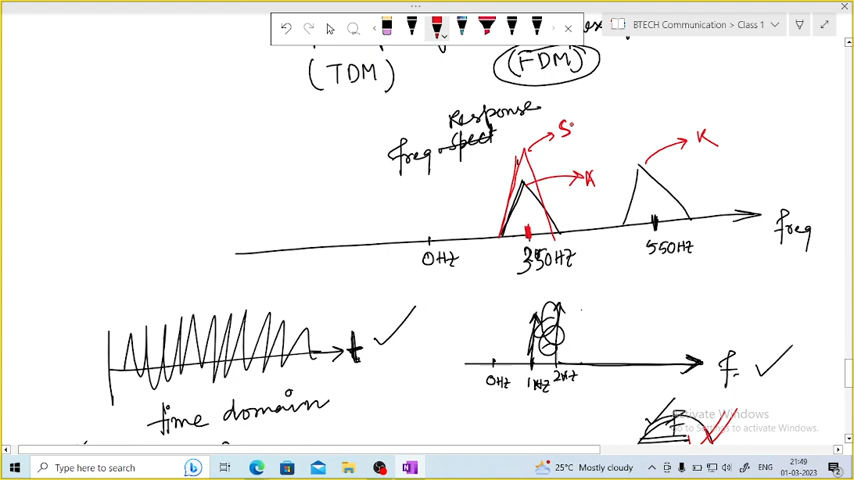 BTECH Communication > Class 1
ex
(TDM)
(FDM)
Response
freq spect
S
A
K
0Hz
350Hz
550Hz
freq
t
time domain
0Hz
1KHz
2KHz
f
Activate Windows
Go to Settings to activate Windows.
Type here to search
25°C Mostly cloudy
ENG
21:49
01-03-2023
2